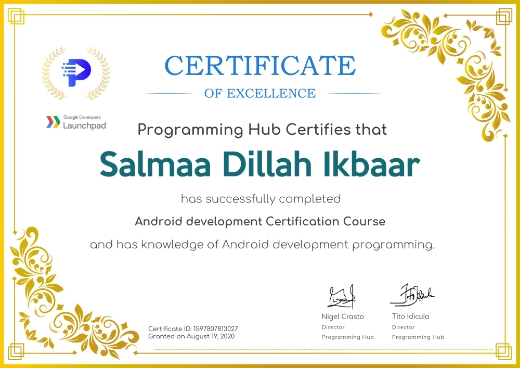 CERTIFICATE
OF EXCELLENCE
Google Developers
Launchpad
Programming Hub Certifies that
Salmaa Dillah Ikbaar
has successfully completed
Android development Certification Course
and has knowledge of Android development programming.
Nigel Crasto
Director
Programming Hub
Tito Idicula
Director
Programming Hub
Certificate ID: 1597807813027
Granted on August 19, 2020